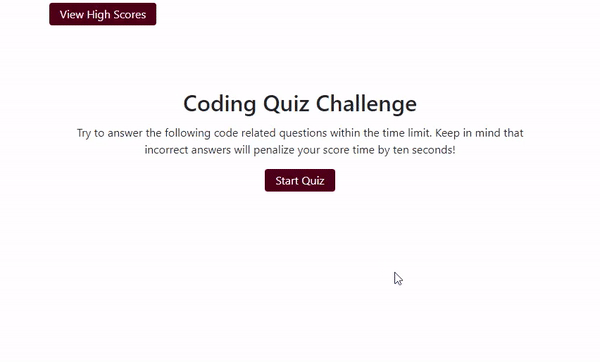 View High Scores
Coding Quiz Challenge
Try to answer the following code related questions within the time limit. Keep in mind that
incorrect answers will penalize your score time by ten seconds!
Start Quiz